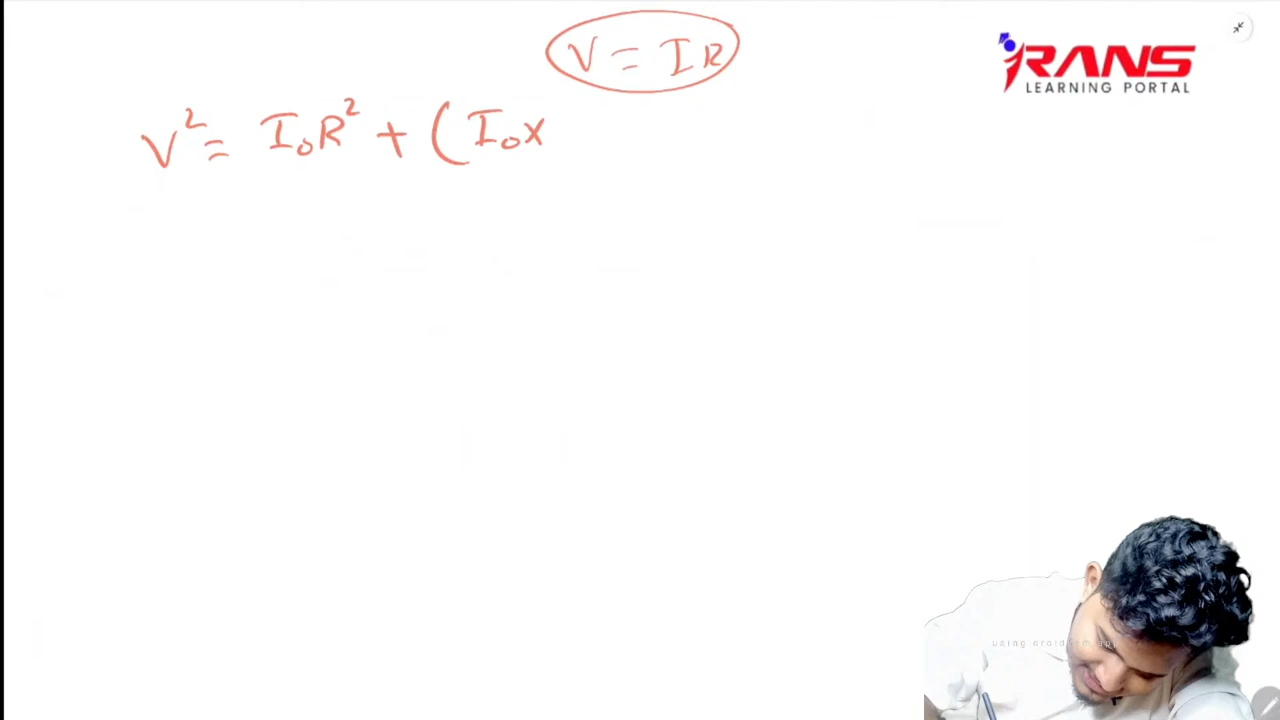 V = IR
V² = I₀R² + (I₀X
RANS
LEARNING PORTAL